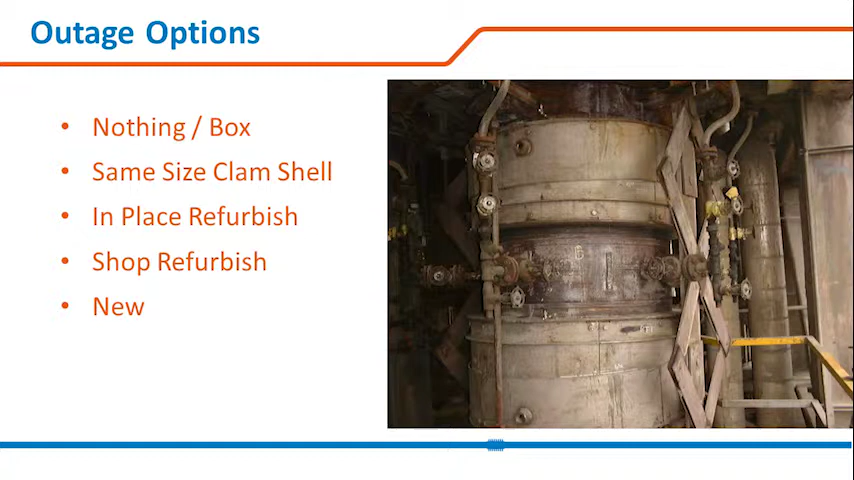 Outage Options
• Nothing / Box
• Same Size Clam Shell
• In Place Refurbish
• Shop Refurbish
• New